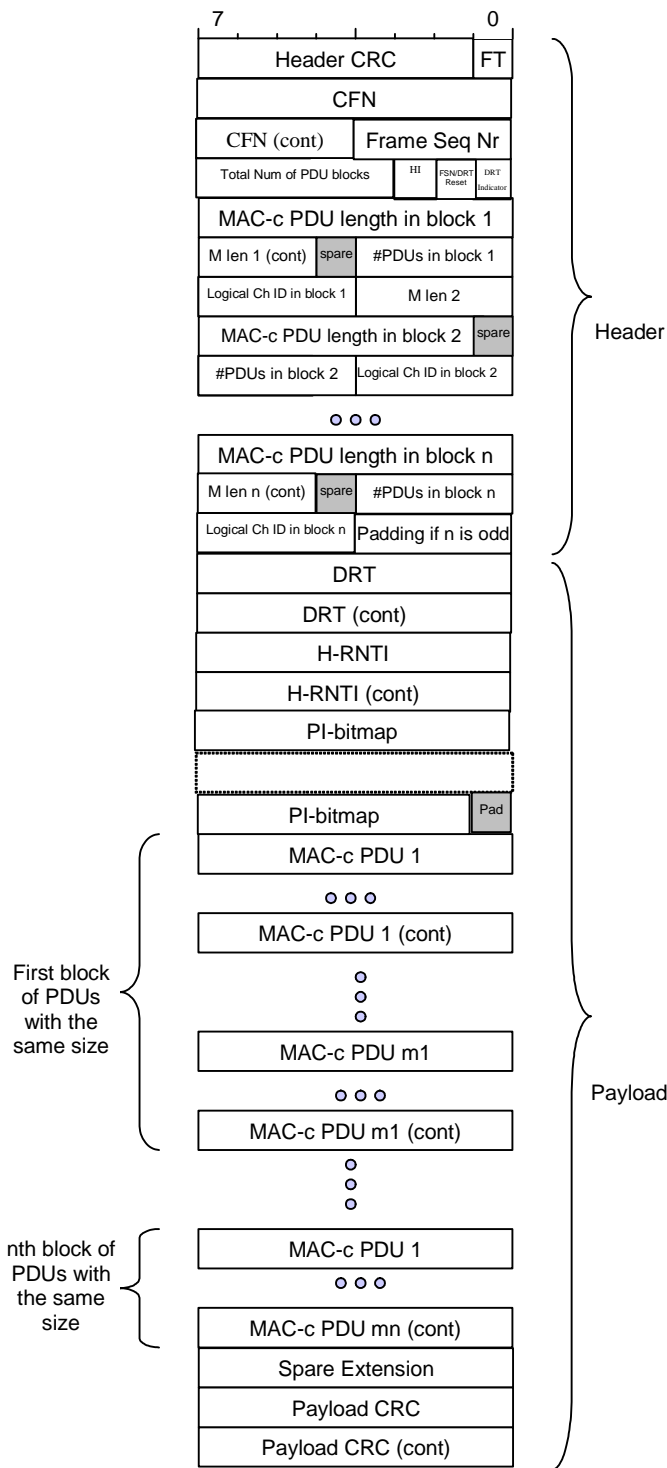 7 0
Header CRC FT
CFN
CFN (cont) Frame Seq Nr
Total Num of PDU blocks HI FSN/DRT Reset DRT Indicator
MAC-c PDU length in block 1
M len 1 (cont) spare #PDUs in block 1
Logical Ch ID in block 1 M len 2
MAC-c PDU length in block 2 spare
#PDUs in block 2 Logical Ch ID in block 2
MAC-c PDU length in block n
M len n (cont) spare #PDUs in block n
Logical Ch ID in block n Padding if n is odd
Header
DRT
DRT (cont)
H-RNTI
H-RNTI (cont)
PI-bitmap
PI-bitmap Pad
MAC-c PDU 1
MAC-c PDU 1 (cont)
First block
of PDUs
with the
same size
MAC-c PDU m1
MAC-c PDU m1 (cont)
Payload
nth block of
PDUs with
the same
size
MAC-c PDU 1
MAC-c PDU mn (cont)
Spare Extension
Payload CRC
Payload CRC (cont)